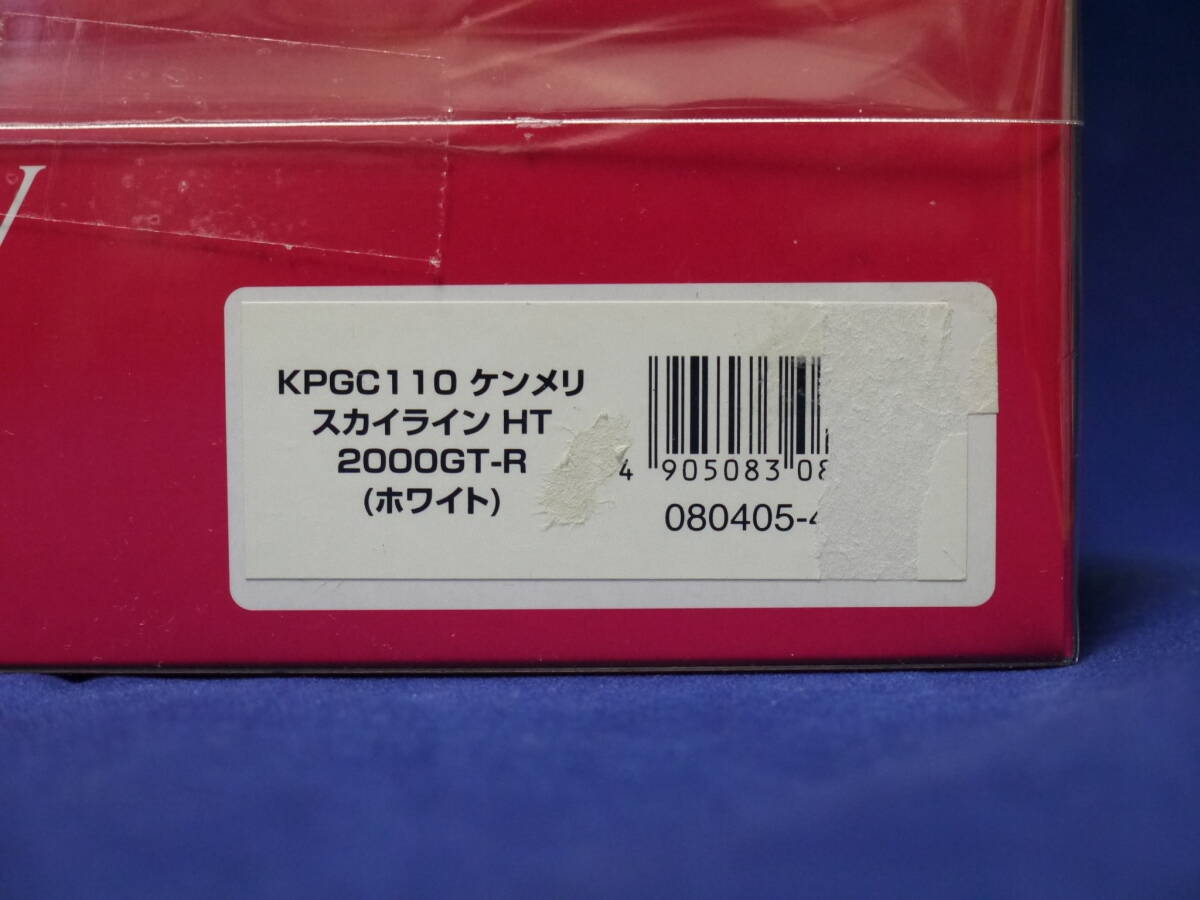 KPGC110 ケンメリ
スカイライン HT
2000GT-R
(ホワイト)
4 905083 08
080405-4